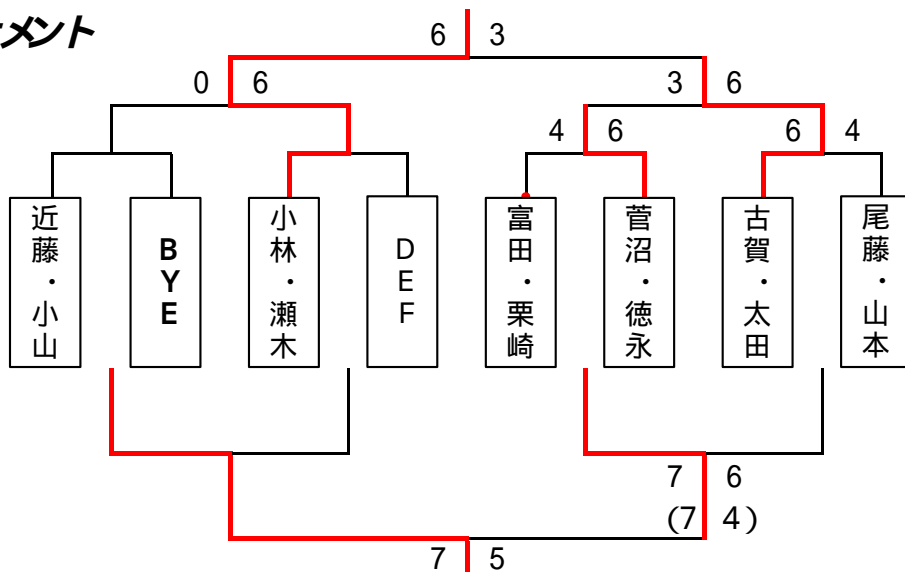 メント
6 3
0 6 3 6
4 6 6 4
近藤・小山
BYE
小林・瀬木
DEF
富田・栗崎
菅沼・徳永
古賀・太田
尾藤・山本
7 6
(7 4)
7 5